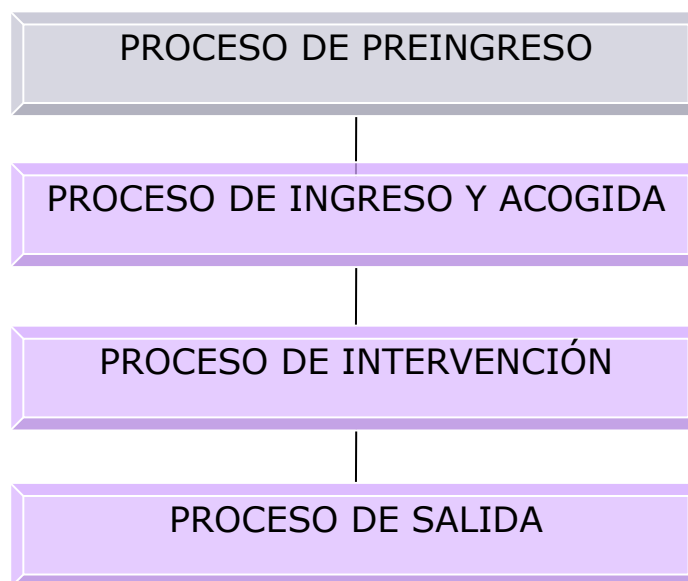 PROCESO DE PREINGRESO
PROCESO DE INGRESO Y ACOGIDA
PROCESO DE INTERVENCIÓN
PROCESO DE SALIDA